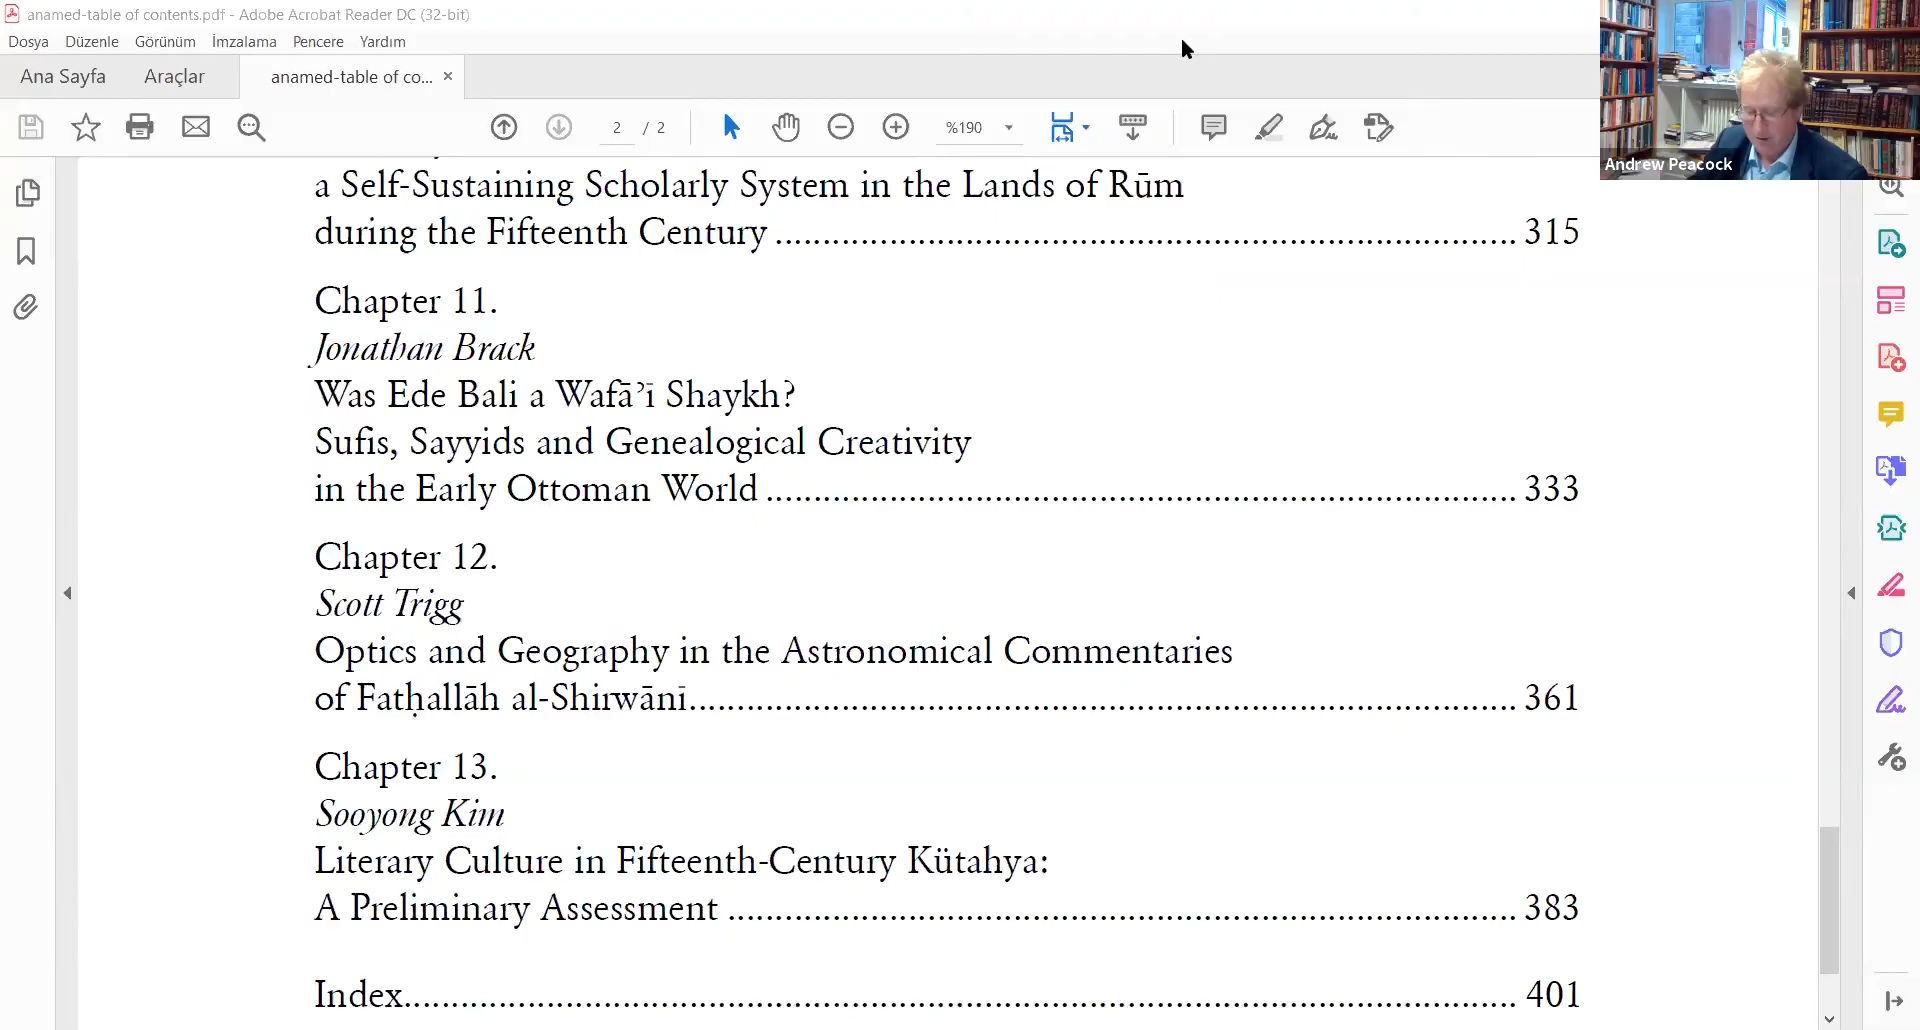 anamed-table of contents.pdf - Adobe Acrobat Reader DC (32-bit)
Dosya Düzenle Görünüm İmzalama Pencere Yardım
Ana Sayfa Araçlar anamed-table of co... ×
2 / 2 %190
Andrew Peacock
a Self-Sustaining Scholarly System in the Lands of Rūm
during the Fifteenth Century ........ 315
Chapter 11.
Jonathan Brack
Was Ede Bali a Wafāʾī Shaykh?
Sufis, Sayyids and Genealogical Creativity
in the Early Ottoman World ........ 333
Chapter 12.
Scott Trigg
Optics and Geography in the Astronomical Commentaries
of Fatḥallāh al-Shirwānī........ 361
Chapter 13.
Sooyong Kim
Literary Culture in Fifteenth-Century Kütahya:
A Preliminary Assessment ........ 383
Index........ 401